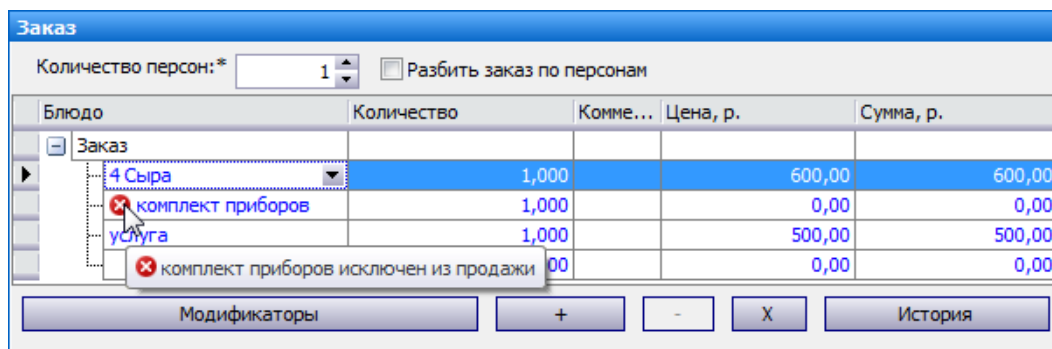 Заказ
Количество персон:* 1 Разбить заказ по персонам
Блюдо Количество Комме... Цена, р. Сумма, р.
Заказ
4 Сыра 1,000 600,00 600,00
комплект приборов 1,000 0,00 0,00
услуга 1,000 500,00 500,00
комплект приборов исключен из продажи 00 0,00 0,00
Модификаторы + - X История